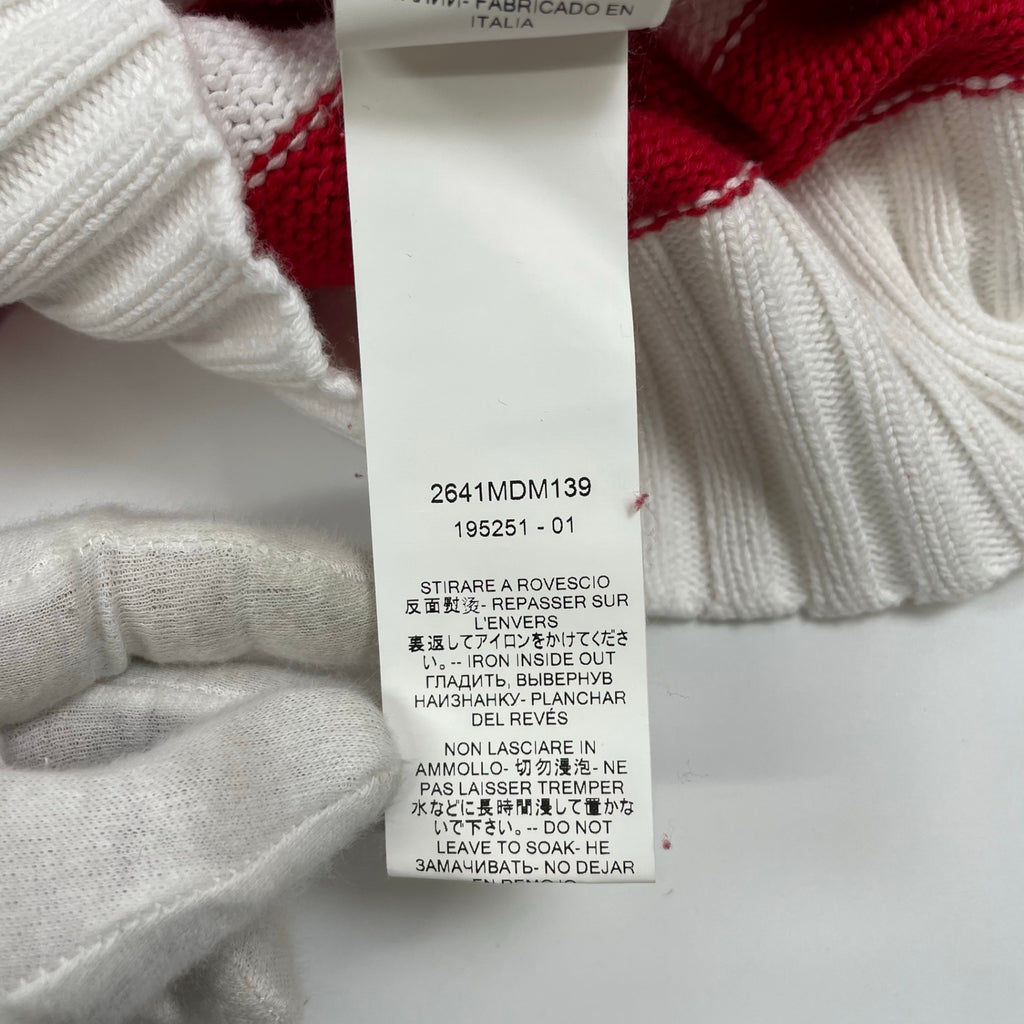 FABRICADO EN
ITALIA
2641MDM139
195251 - 01
STIRARE A ROVESCIO
反面熨烫- REPASSER SUR
L'ENVERS
裏返してアイロンをかけてくださ
い。-- IRON INSIDE OUT
ГЛАДИТЬ, ВЫВЕРНУВ
НАИЗНАНКУ- PLANCHAR
DEL REVÉS
NON LASCIARE IN
AMMOLLO- 切勿浸泡- NE
PAS LAISSER TREMPER
水などに長時間浸して置かな
いで下さい。-- DO NOT
LEAVE TO SOAK- НЕ
ЗАМАЧИВАТЬ- NO DEJAR
EN REMOJO